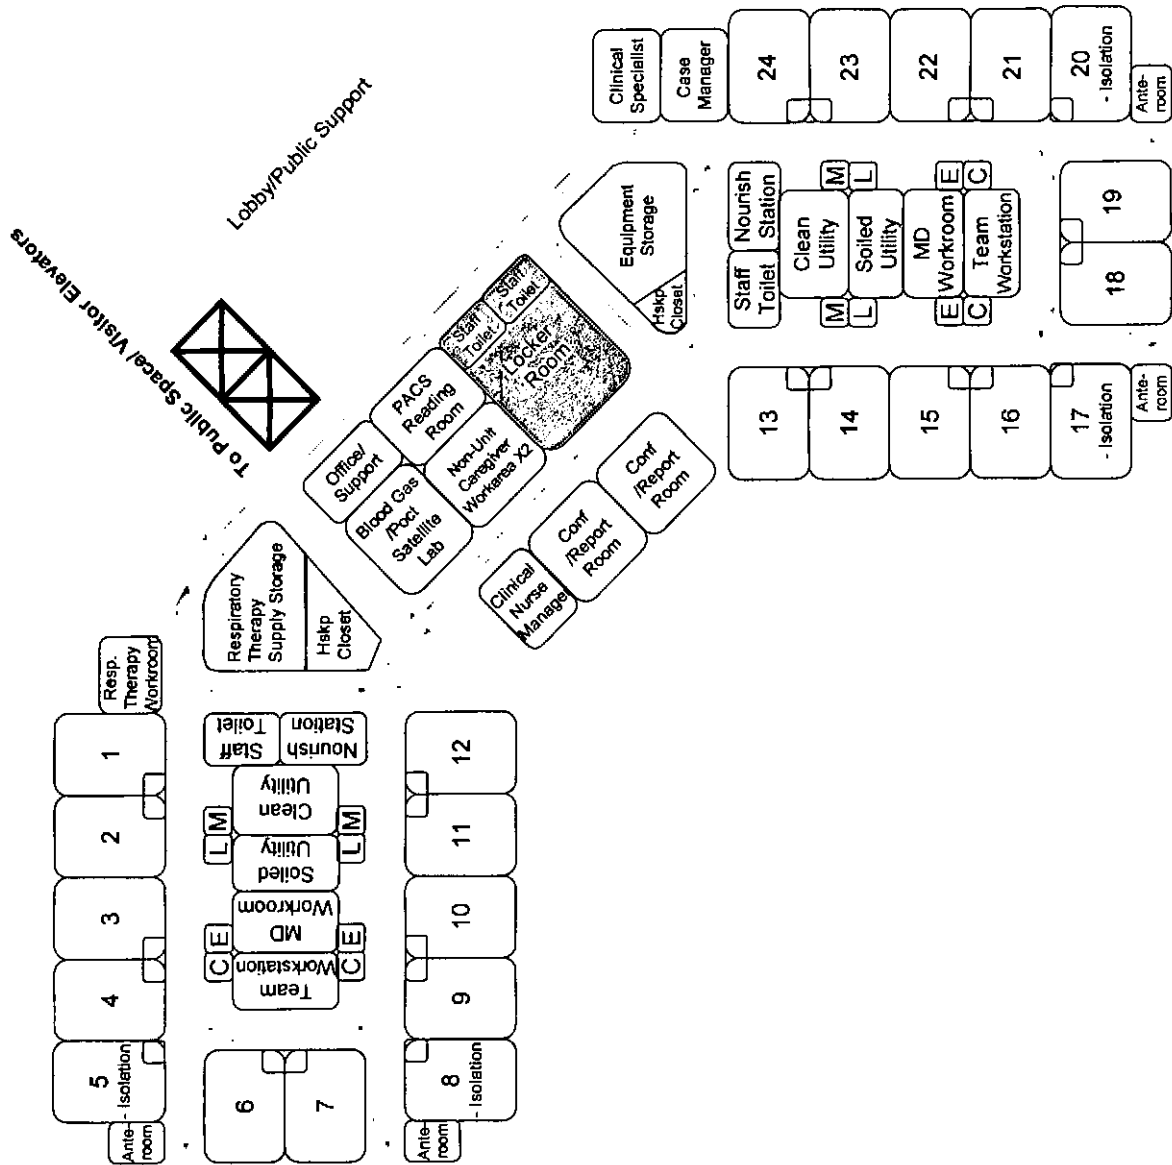 To Public Space/ Visitor Elevators
Lobby/Public Support
Clinical
Specialist
Case
Manager
24
23
22
21
20
- Isolation
Ante-
room
Equipment
Storage
Hskp
Closet
Staff
Toilet
Nourish
Station
Clean
Utility
M
L
M
L
Soiled
Utility
MD
Workroom
E
C
E
C
Team
Workstation
19
18
13
14
15
16
17
- Isolation
Ante-
room
Office/
Support
PACS
Reading
Room
Staff
Toilet
Staff
Toilet
Locker
Room
Blood Gas
/Poct
Satellite
Lab
Non-Unit
Caregiver
Workarea X2
Clinical
Nurse
Manager
Conf
/Report
Room
Conf
/Report
Room
Respiratory
Therapy
Supply Storage
Hskp
Closet
Resp.
Therapy
Workroom
1
2
3
4
5
- Isolation
Ante-
room
Staff
Toilet
Nourish
Station
Clean
Utility
L
M
L
M
Soiled
Utility
MD
Workroom
C
E
C
E
Team
Workstation
6
7
12
11
10
9
8
- Isolation
Ante-
room